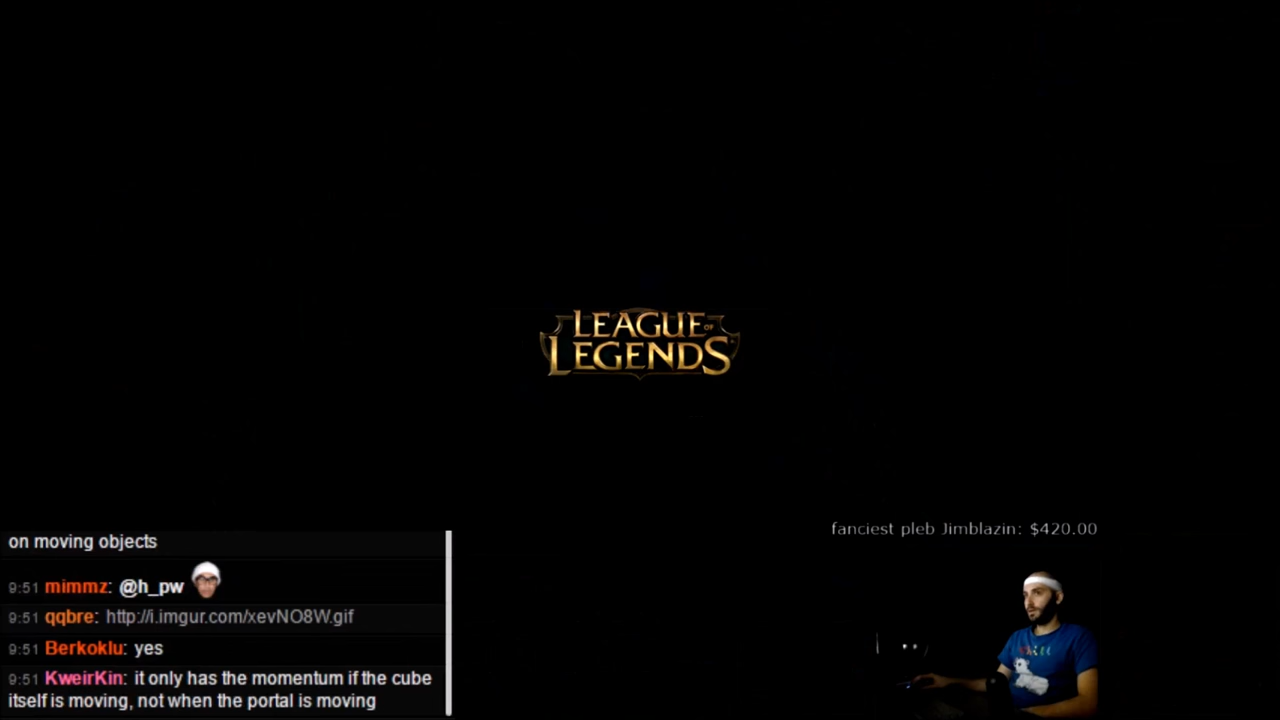 LEAGUE OF
LEGENDS
fanciest pleb Jimblazin: $420.00
on moving objects
9:51 mimmz: @h_pw
9:51 qqbre: http://i.imgur.com/xevNO8W.gif
9:51 Berkoklu: yes
9:51 KweirKin: it only has the momentum if the cube
itself is moving, not when the portal is moving